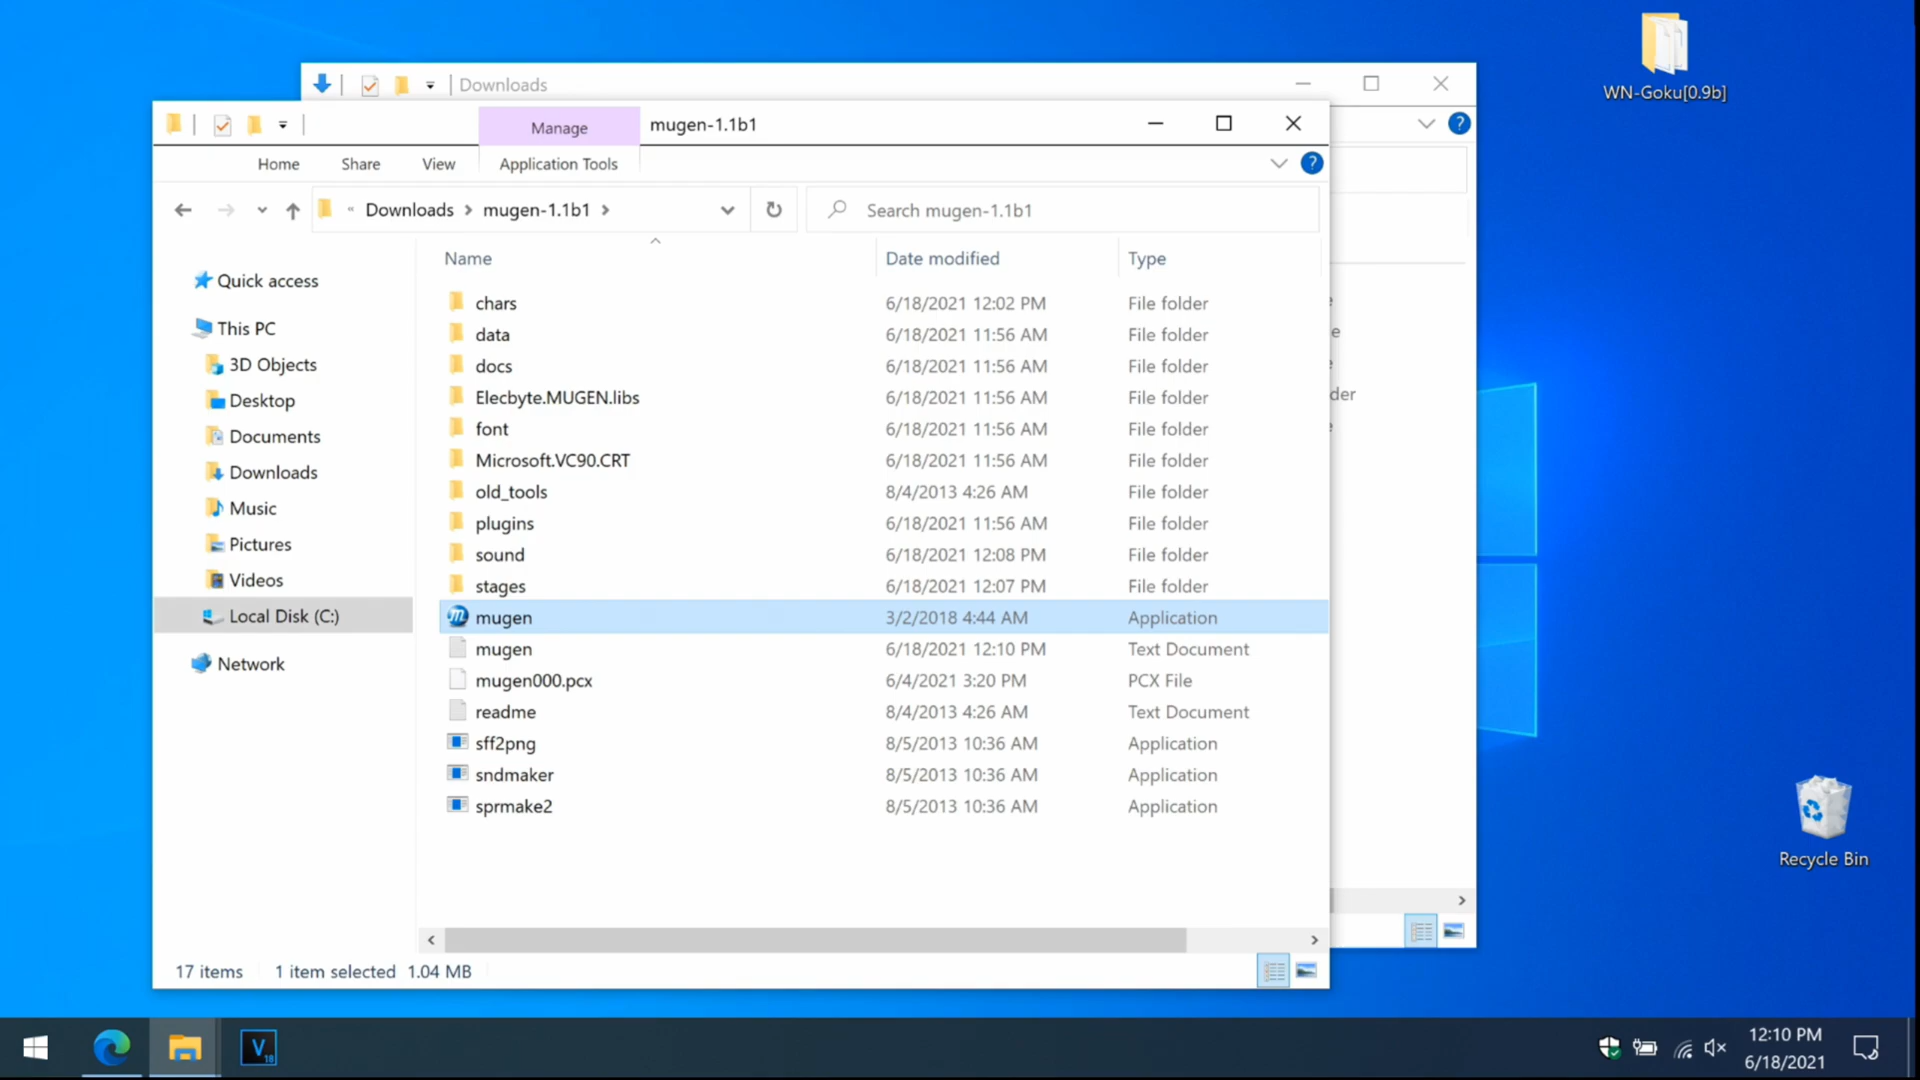 WN-Goku[0.9b]
Downloads
Manage
mugen-1.1b1
Home Share View Application Tools
« Downloads > mugen-1.1b1 >
Search mugen-1.1b1
Name Date modified Type
Quick access
This PC
3D Objects
Desktop
Documents
Downloads
Music
Pictures
Videos
Local Disk (C:)
Network
chars 6/18/2021 12:02 PM File folder
data 6/18/2021 11:56 AM File folder
docs 6/18/2021 11:56 AM File folder
Elecbyte.MUGEN.libs 6/18/2021 11:56 AM File folder
font 6/18/2021 11:56 AM File folder
Microsoft.VC90.CRT 6/18/2021 11:56 AM File folder
old_tools 8/4/2013 4:26 AM File folder
plugins 6/18/2021 11:56 AM File folder
sound 6/18/2021 12:08 PM File folder
stages 6/18/2021 12:07 PM File folder
mugen 3/2/2018 4:44 AM Application
mugen 6/18/2021 12:10 PM Text Document
mugen000.pcx 6/4/2021 3:20 PM PCX File
readme 8/4/2013 4:26 AM Text Document
sff2png 8/5/2013 10:36 AM Application
sndmaker 8/5/2013 10:36 AM Application
sprmake2 8/5/2013 10:36 AM Application
der
17 items 1 item selected 1.04 MB
Recycle Bin
V 18
12:10 PM
6/18/2021